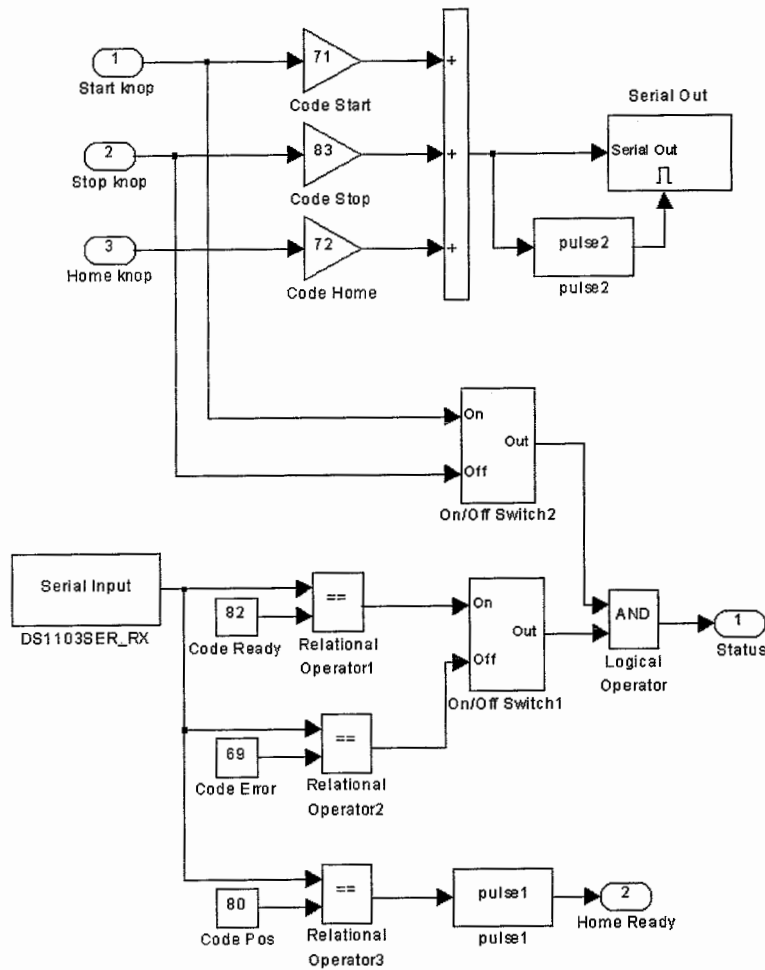 1
Start knop
71
Code Start
+
2
Stop knop
83
Code Stop
+
3
Home knop
72
Code Home
+
Serial Out
Serial Out
pulse2
pulse2
On
Out
Off
On/Off Switch2
Serial Input
DS1103SER_RX
82
Code Ready
==
Relational
Operator1
On
Out
Off
On/Off Switch1
AND
Logical
Operator
1
Status
69
Code Error
==
Relational
Operator2
80
Code Pos
==
Relational
Operator3
pulse1
pulse1
2
Home Ready